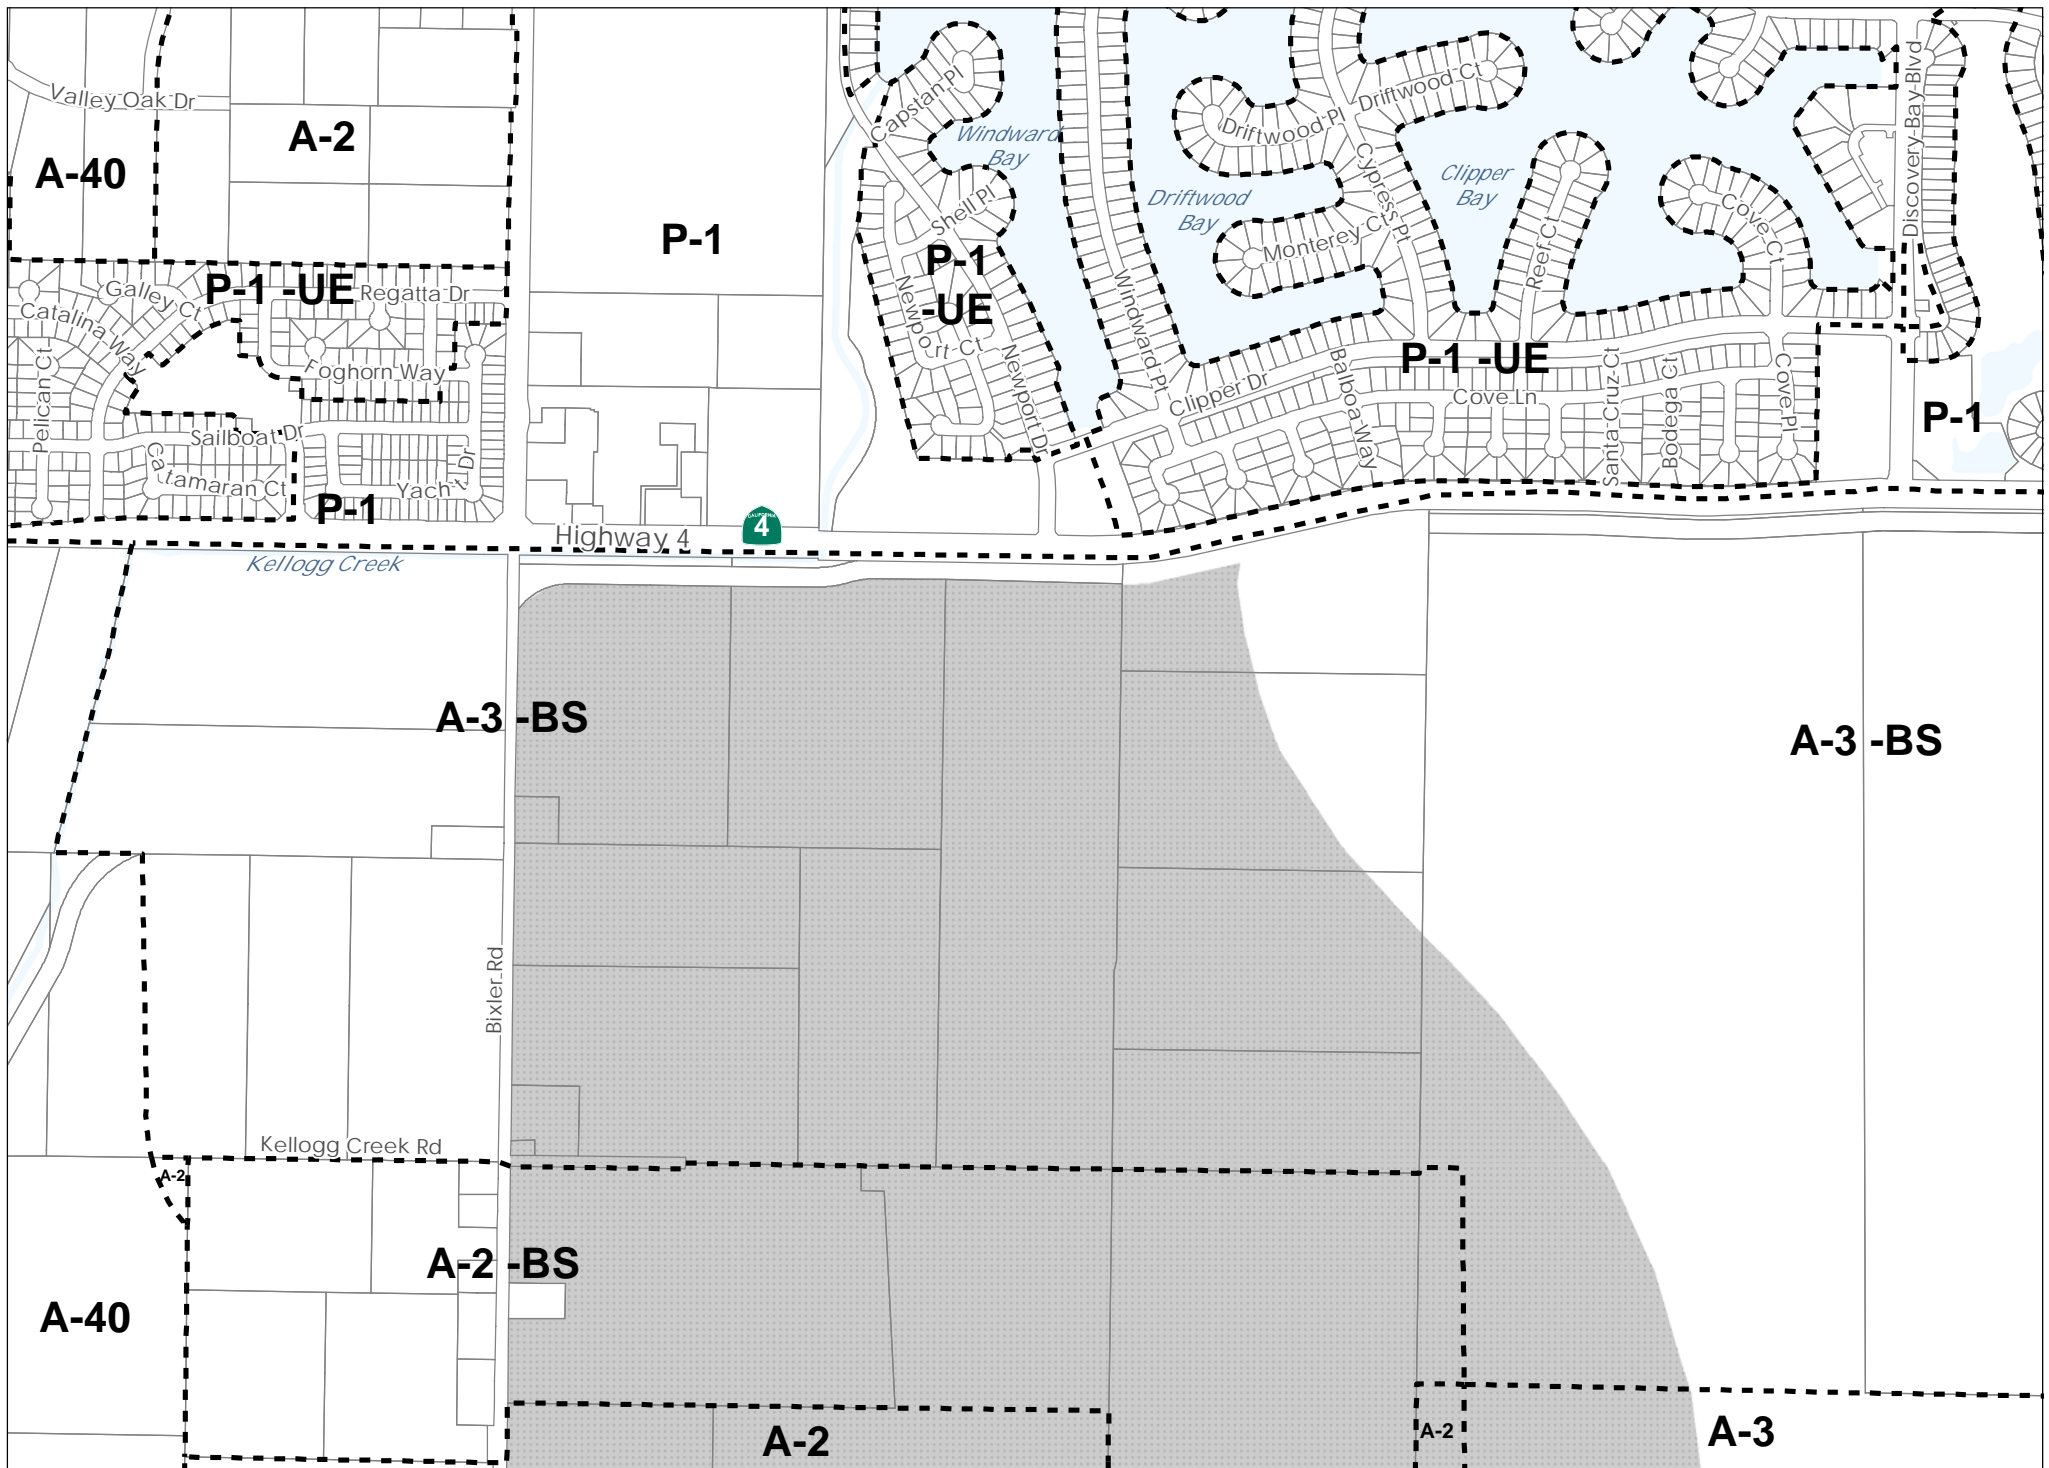 Valley Oak Dr
A-40
A-2
P-1
Capstan Pl
Windward
Bay
Driftwood Pl
Driftwood Ct
Driftwood
Bay
Cypress Pt
Clipper
Bay
Shell Pl
Monterey Ct
Reef Ct
Cove Ct
Discovery Bay Blvd
P-1
-UE
Windward Pt
P-1 -UE
Galley Ct
Regatta Dr
Catalina Way
Newport Ct
Newport Dr
Pelican Ct
Foghorn Way
Clipper Dr
Balboa Way
P-1 -UE
Cove Ln
Santa Cruz Ct
Bodega Ct
Cove Pl
P-1
Sailboat Dr
Catamaran Ct
Yacht Dr
P-1
Highway 4
CALIFORNIA
4
Kellogg Creek
A-3 -BS
A-3 -BS
Bixler Rd
Kellogg Creek Rd
A-2
A-2 -BS
A-40
A-2
A-2
A-3